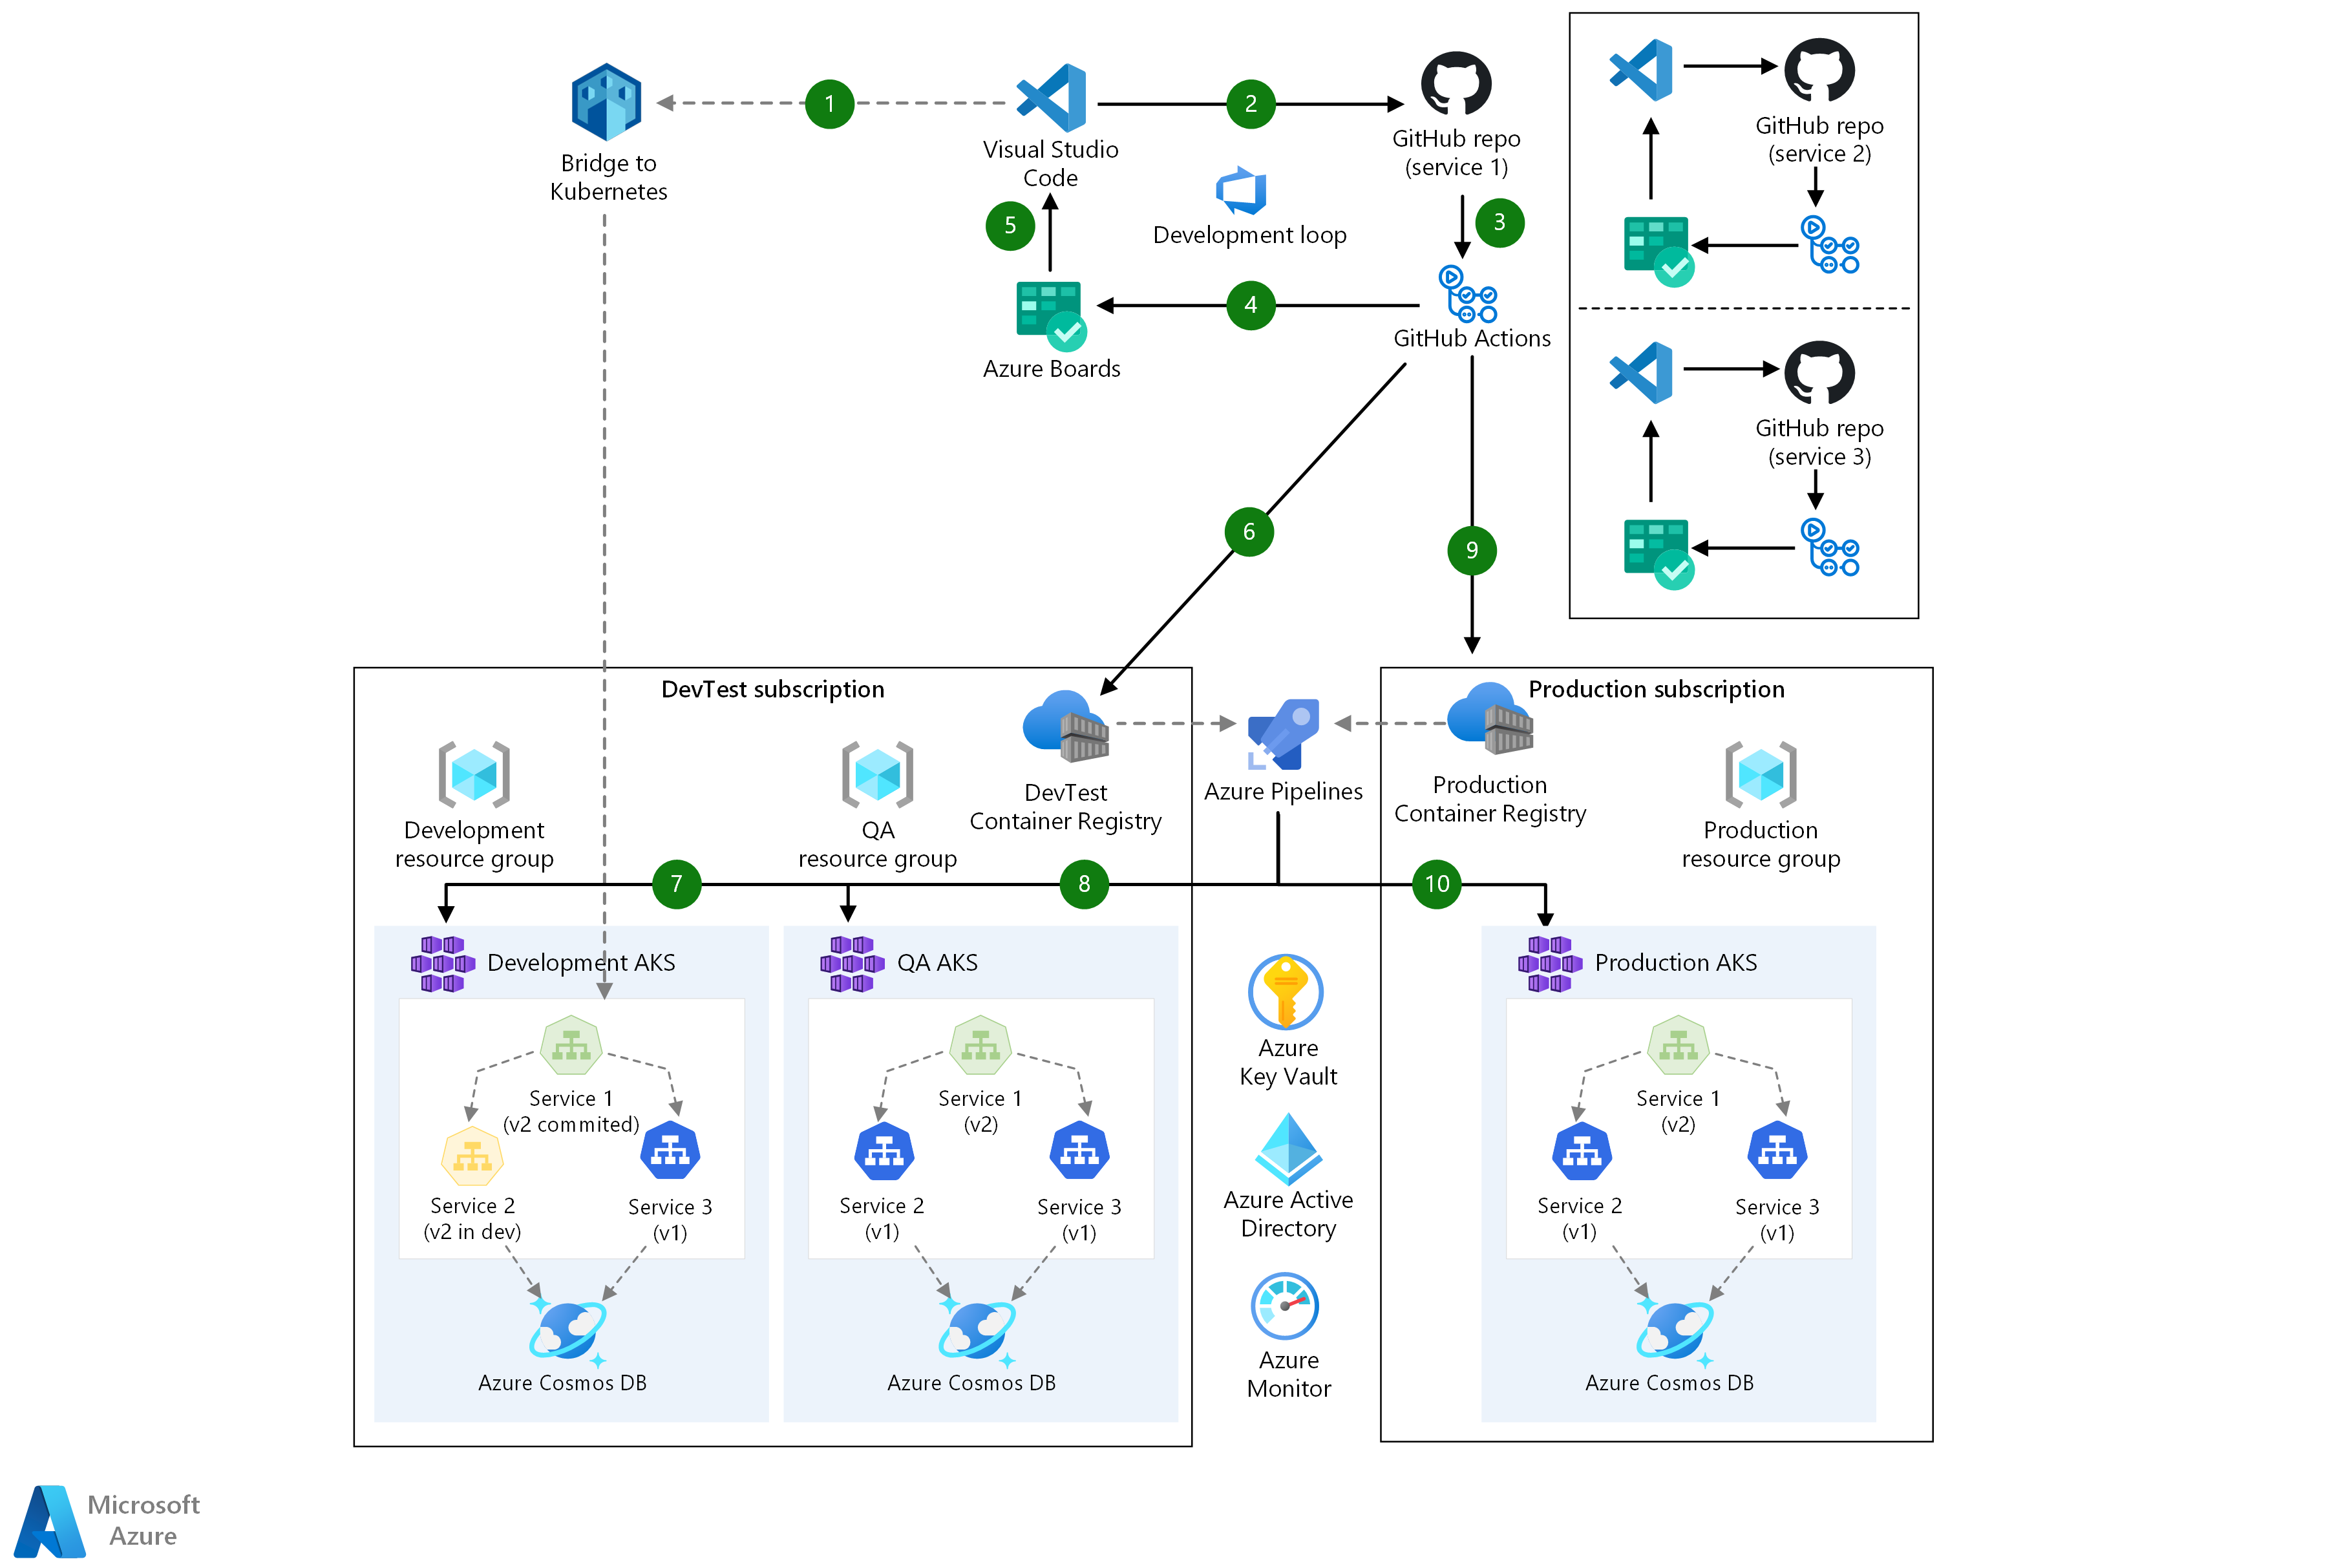 1
2
Bridge to
Kubernetes
Visual Studio
Code
GitHub repo
(service 1)
Development loop
5
3
4
Azure Boards
GitHub Actions
GitHub repo
(service 2)
GitHub repo
(service 3)
6
9
DevTest subscription
Production subscription
Development
resource group
QA
resource group
DevTest
Container Registry
Azure Pipelines
Production
Container Registry
Production
resource group
7
8
10
Development AKS
Service 1
(v2 commited)
Service 2
(v2 in dev)
Service 3
(v1)
Azure Cosmos DB
QA AKS
Service 1
(v2)
Service 2
(v1)
Service 3
(v1)
Azure Cosmos DB
Azure
Key Vault
Azure Active
Directory
Azure
Monitor
Production AKS
Service 1
(v2)
Service 2
(v1)
Service 3
(v1)
Azure Cosmos DB
Microsoft
Azure